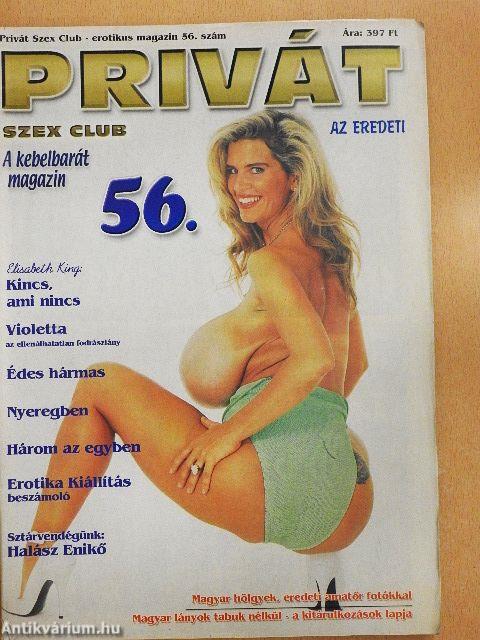 Privát Szex Club - erotikus magazin 56. szám
Ára: 397 Ft
PRIVÁT
SZEX CLUB
AZ EREDETI
A kebelbarát
magazin
56.
Elisabeth King:
Kincs,
ami nincs
Violetta
az ellenálhatatlan fodrászlány
Édes hármas
Nyeregben
Három az egyben
Erotika Kiállítás
beszámoló
Sztárvendégünk:
Halász Enikő
Magyar hölgyek, eredeti amatőr fotókkal
Magyar lányok tabuk nélkül - a kitárulkozások lapja
Antikvárium.hu